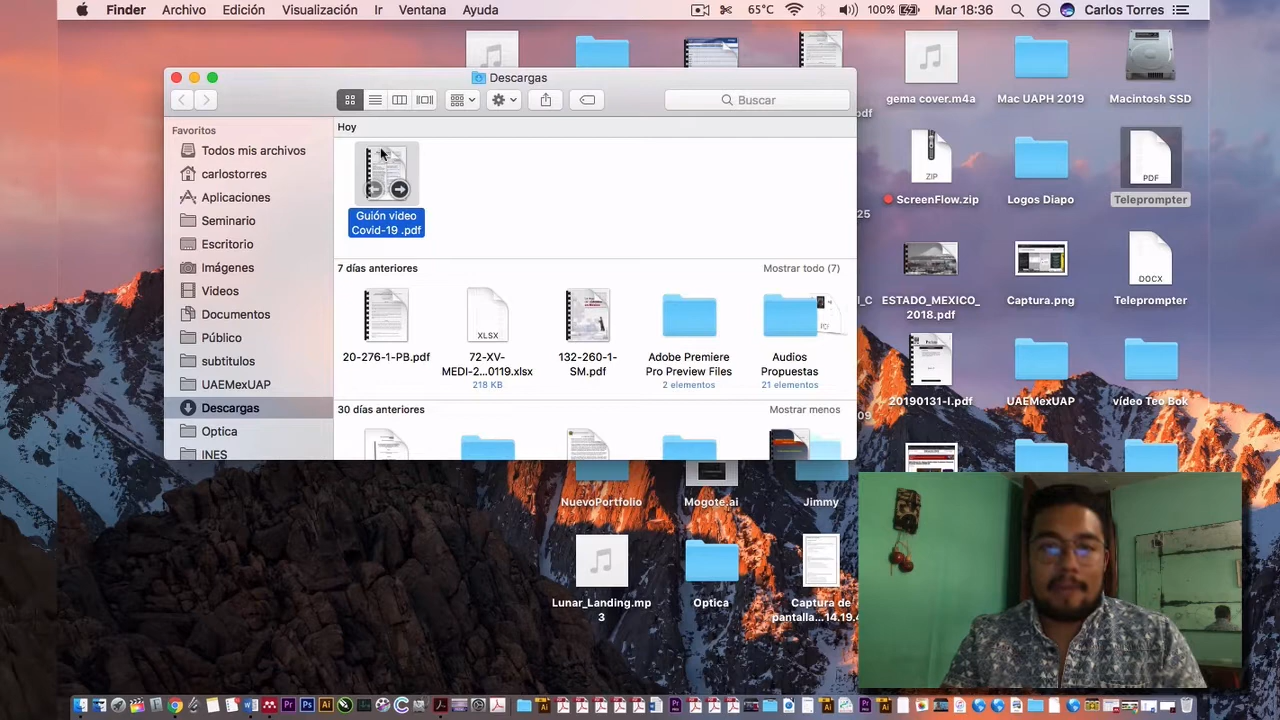 Finder Archivo Edición Visualización Ir Ventana Ayuda 65°C 100% Mar 18:36 Carlos Torres
Descargas
Buscar
Favoritos
Todos mis archivos
carlostorres
Aplicaciones
Seminario
Escritorio
Imágenes
Videos
Documentos
Público
subtitulos
UAEMexUAP
Descargas
Optica
INES
Hoy
Guión video
Covid-19 .pdf
7 días anteriores
Mostrar todo (7)
20-276-1-PB.pdf
XLSX
72-XV-
MEDI-2...0119.xlsx
218 KB
132-260-1-
SM.pdf
Adobe Premiere
Pro Preview Files
2 elementos
Audios
Propuestas
21 elementos
30 días anteriores
Mostrar menos
gema cover.m4a
Mac UAPH 2019
Macintosh SSD
pdf
ZIP
ScreenFlow.zip
Logos Diapo
PDF
Teleprompter
25
ESTADO_MEXICO_
2018.pdf
Captura.png
DOCX
Teleprompter
20190131-I.pdf
UAEMexUAP
vídeo Teo Bok
09
NuevoPortfolio
Mogote.ai
Jimmy
Lunar_Landing.mp
3
Optica
Captura de
pantalla...14.19.4